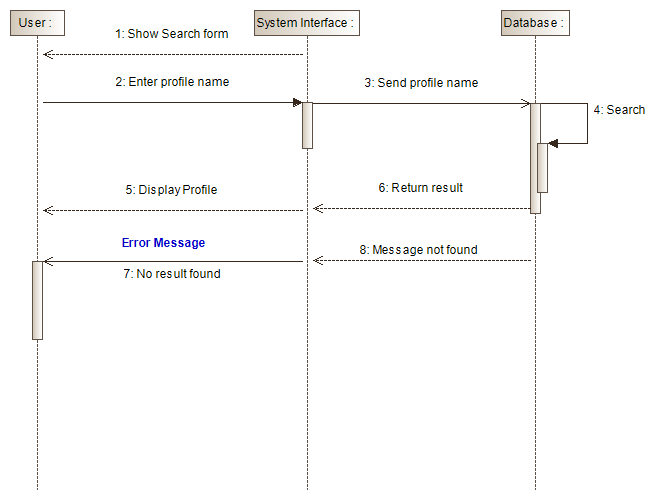 User :
System Interface :
Database :
1: Show Search form
2: Enter profile name
3: Send profile name
4: Search
5: Display Profile
6: Return result
Error Message
8: Message not found
7: No result found